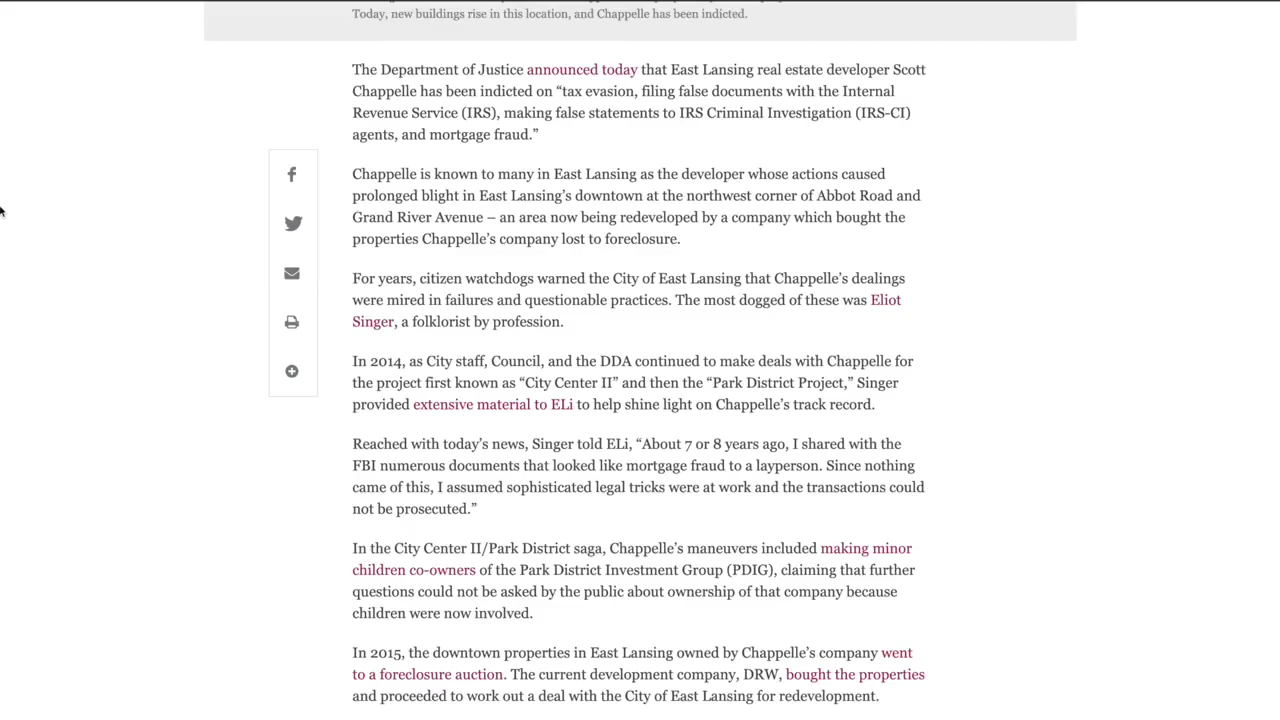 Today, new buildings rise in this location, and Chappelle has been indicted.
The Department of Justice announced today that East Lansing real estate developer Scott
Chappelle has been indicted on “tax evasion, filing false documents with the Internal
Revenue Service (IRS), making false statements to IRS Criminal Investigation (IRS-CI)
agents, and mortgage fraud.”
Chappelle is known to many in East Lansing as the developer whose actions caused
prolonged blight in East Lansing’s downtown at the northwest corner of Abbot Road and
Grand River Avenue – an area now being redeveloped by a company which bought the
properties Chappelle’s company lost to foreclosure.
For years, citizen watchdogs warned the City of East Lansing that Chappelle’s dealings
were mired in failures and questionable practices. The most dogged of these was Eliot
Singer, a folklorist by profession.
In 2014, as City staff, Council, and the DDA continued to make deals with Chappelle for
the project first known as “City Center II” and then the “Park District Project,” Singer
provided extensive material to ELi to help shine light on Chappelle’s track record.
Reached with today’s news, Singer told ELi, “About 7 or 8 years ago, I shared with the
FBI numerous documents that looked like mortgage fraud to a layperson. Since nothing
came of this, I assumed sophisticated legal tricks were at work and the transactions could
not be prosecuted.”
In the City Center II/Park District saga, Chappelle’s maneuvers included making minor
children co-owners of the Park District Investment Group (PDIG), claiming that further
questions could not be asked by the public about ownership of that company because
children were now involved.
In 2015, the downtown properties in East Lansing owned by Chappelle’s company went
to a foreclosure auction. The current development company, DRW, bought the properties
and proceeded to work out a deal with the City of East Lansing for redevelopment.